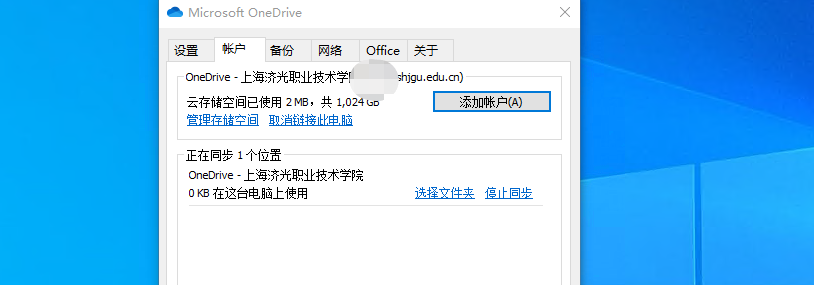 Microsoft OneDrive
设置 帐户 备份 网络 Office 关于
OneDrive - 上海济光职业技术学院 shjgu.edu.cn)
云存储空间已使用 2 MB，共 1,024 GB
添加帐户(A)
管理存储空间 取消链接此电脑
正在同步 1 个位置
OneDrive - 上海济光职业技术学院
0 KB 在这台电脑上使用 选择文件夹 停止同步